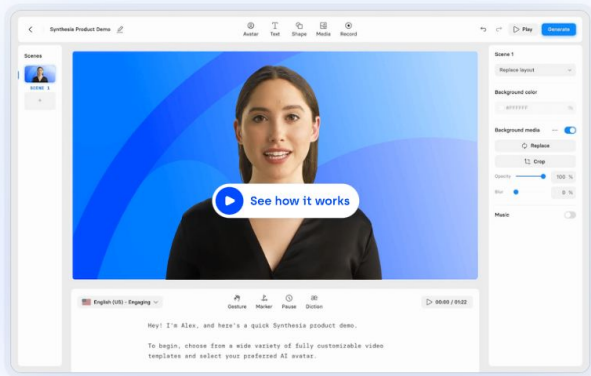 Synthesia Product Demo
Avatar Text Shape Media Record
Play Generate
Scenes
SCENE 1
+
See how it works
Scene 1
Replace layout
Background color
#FFFFFF %
Background media
Replace
Crop
Opacity 100 %
Blur 0 %
Music
English (US) - Engaging
Gesture Marker Pause Diction
00:00 / 01:22
Hey! I'm Alex, and here's a quick Synthesia product demo.
To begin, choose from a wide variety of fully customizable video
templates and select your preferred AI avatar.